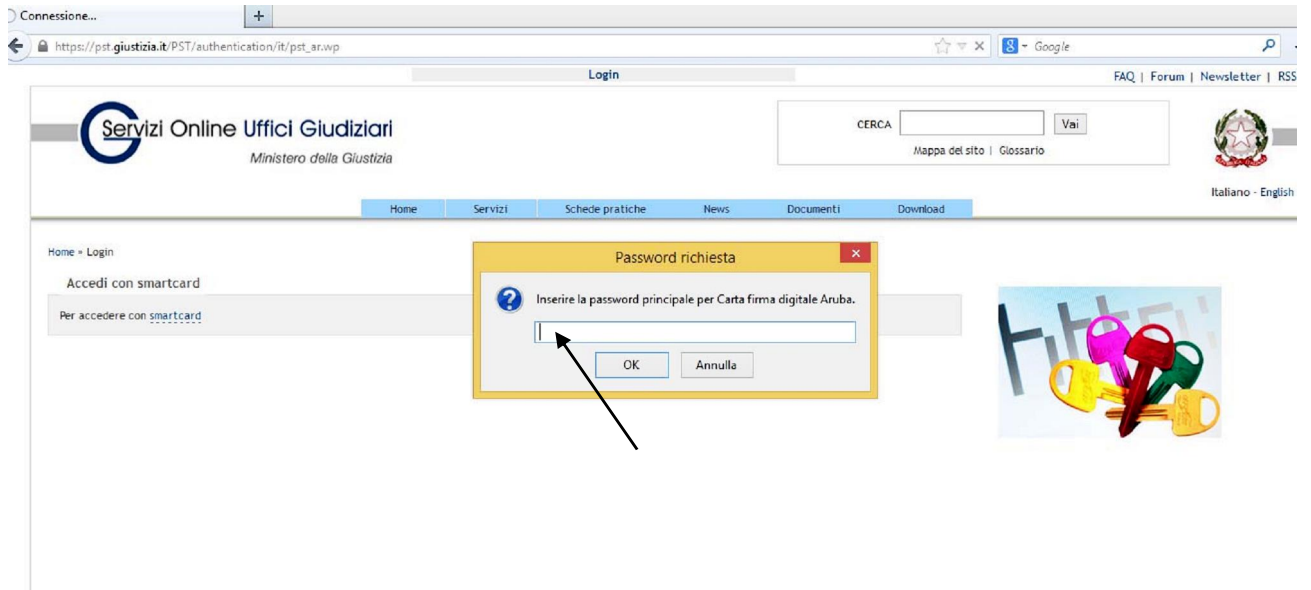 Connessione...
https://pst.giustizia.it/PST/authentication/it/pst_ar.wp
Google
Login
FAQ | Forum | Newsletter | RSS
Servizi Online Uffici Giudiziari
Ministero della Giustizia
CERCA Vai
Mappa del sito | Glossario
Italiano - English
Home Servizi Schede pratiche News Documenti Download
Home » Login
Accedi con smartcard
Per accedere con smartcard
Password richiesta
Inserire la password principale per Carta firma digitale Aruba.
OK Annulla